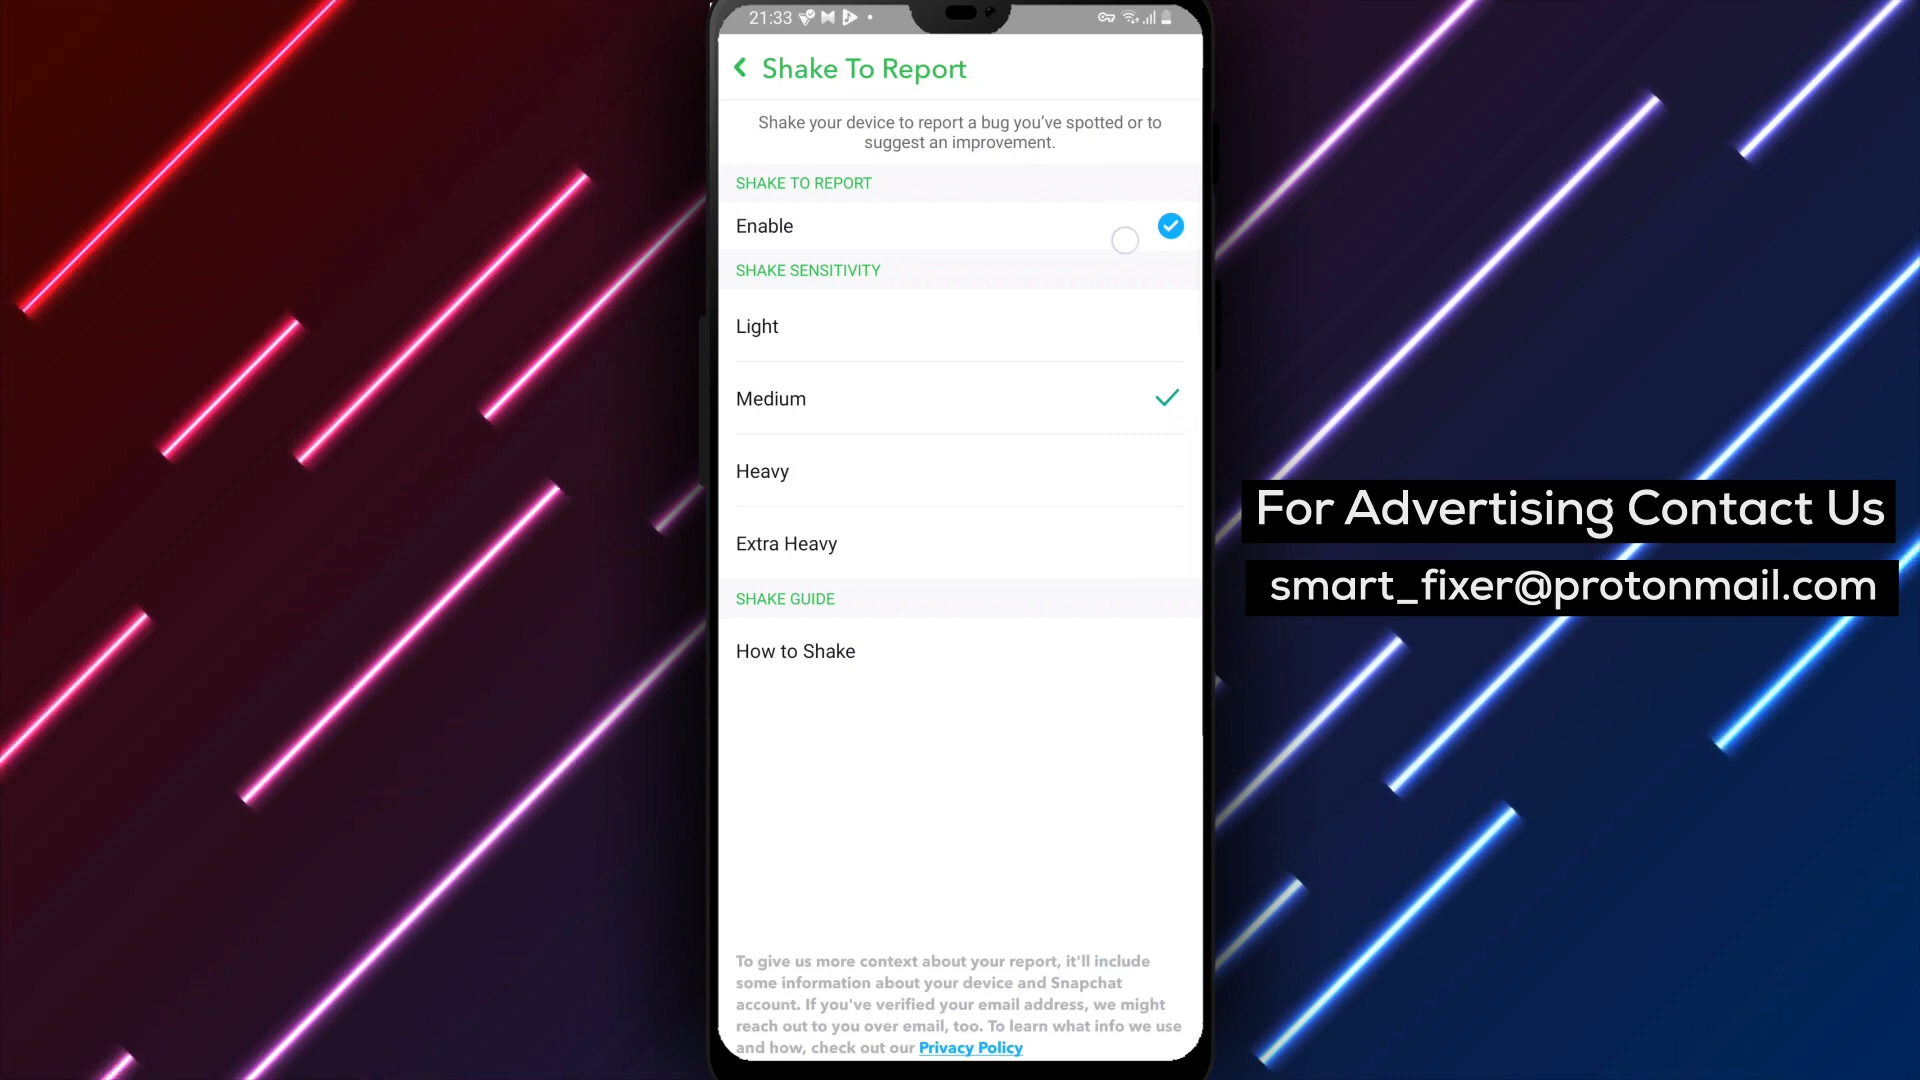 21:33
Shake To Report
Shake your device to report a bug you've spotted or to
suggest an improvement.
SHAKE TO REPORT
Enable
SHAKE SENSITIVITY
Light
Medium
Heavy
Extra Heavy
SHAKE GUIDE
How to Shake
To give us more context about your report, it'll include
some information about your device and Snapchat
account. If you've verified your email address, we might
reach out to you over email, too. To learn what info we use
and how, check out our Privacy Policy
For Advertising Contact Us
smart_fixer@protonmail.com